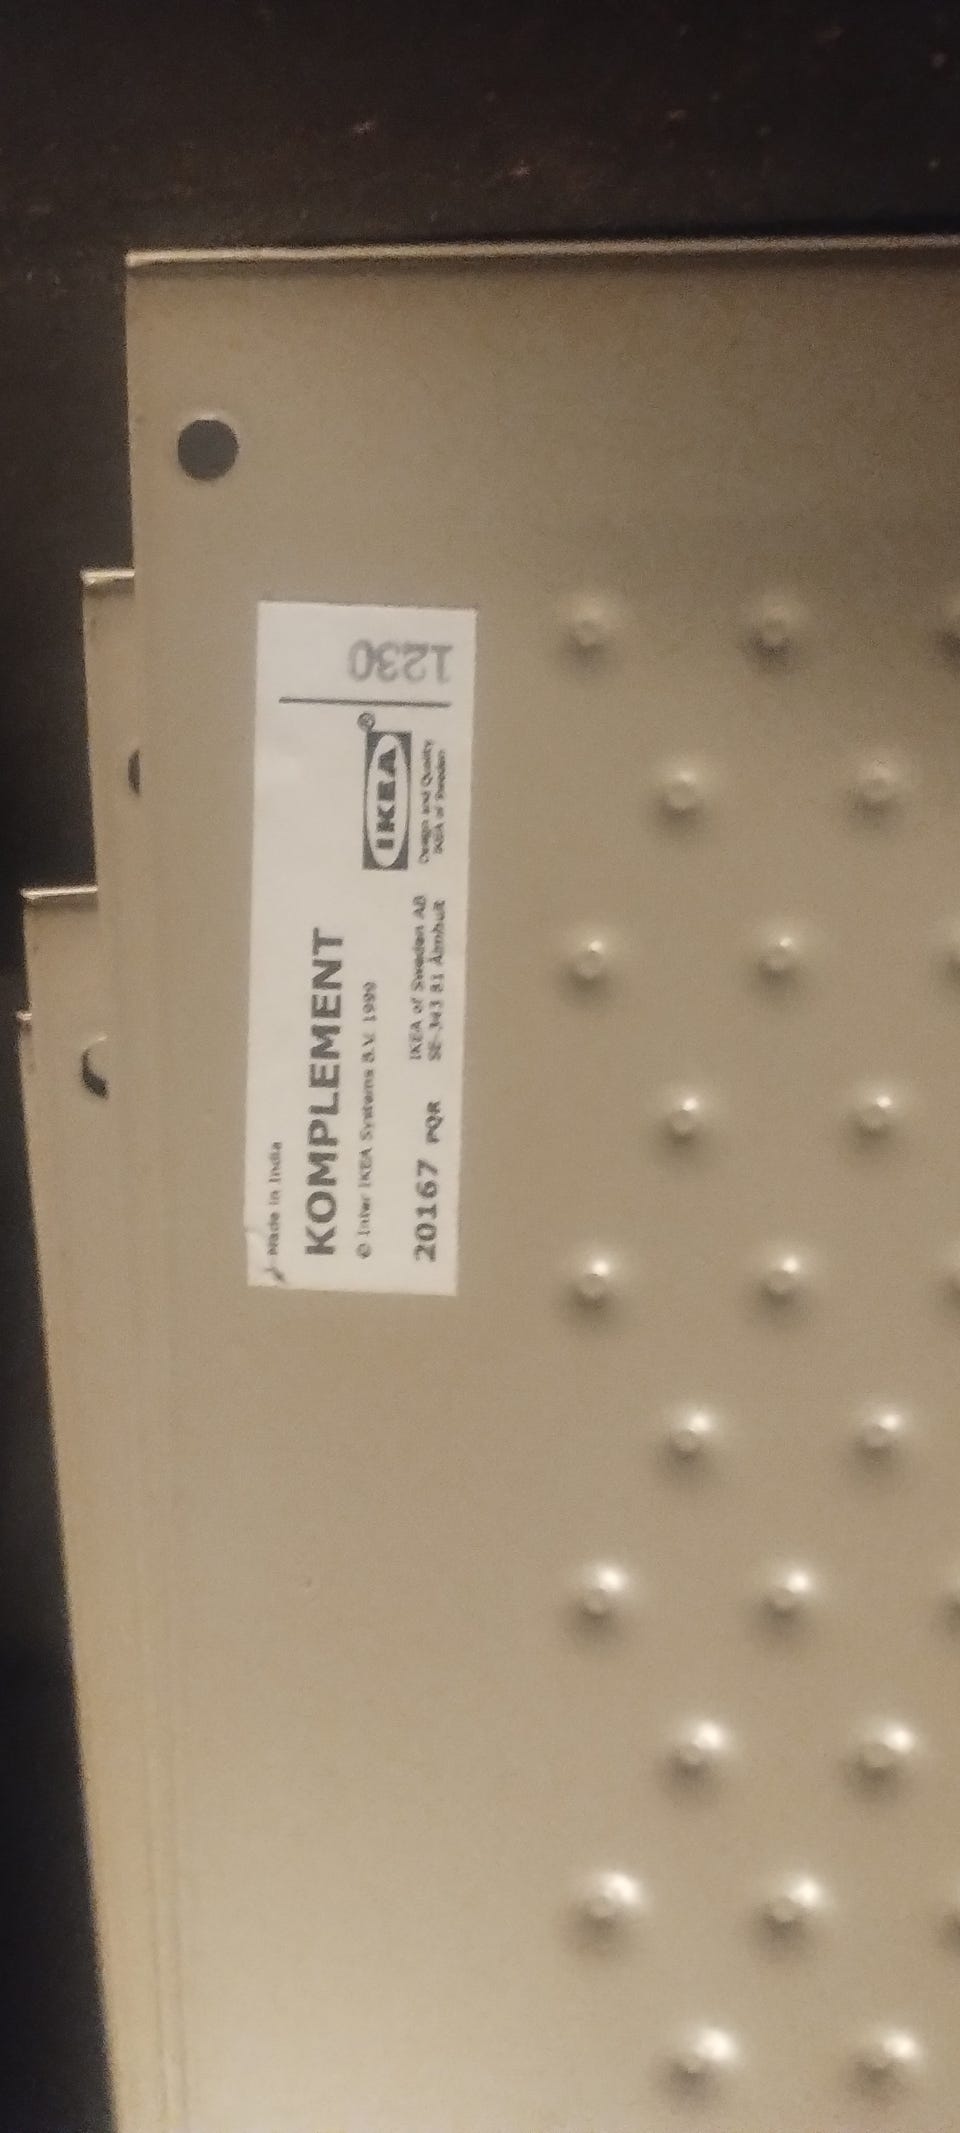 Made in India
KOMPLEMENT
© Inter IKEA Systems B.V. 1999
20167 PQR
IKEA of Sweden AB
SE-343 81 Älmhult
IKEA®
Design and Quality
IKEA of Sweden
1230